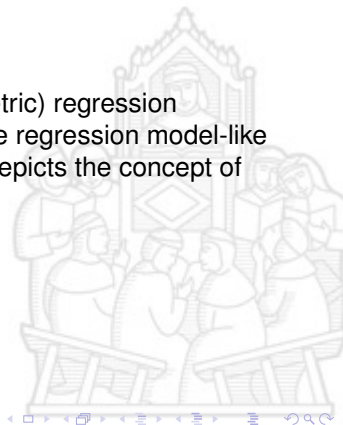 tric) regression
e regression model-like
epicts the concept of